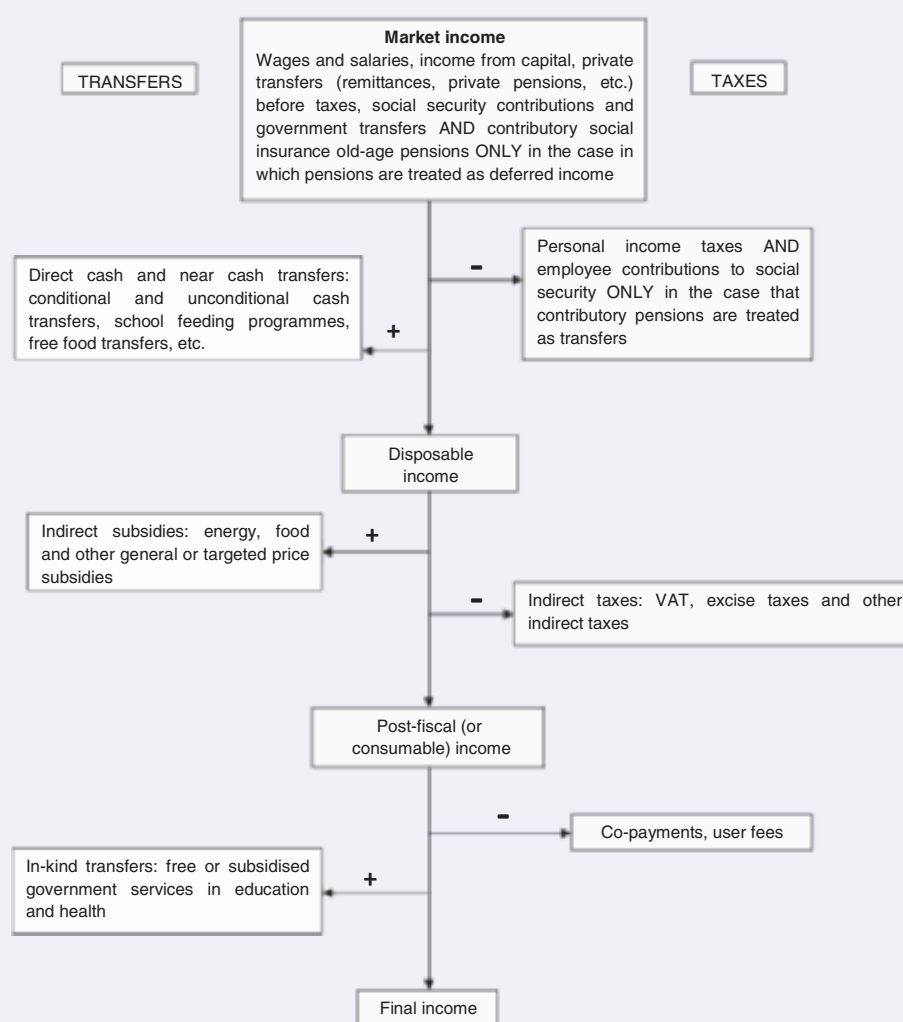 Market income
Wages and salaries, income from capital, private
transfers (remittances, private pensions, etc.)
before taxes, social security contributions and
government transfers AND contributory social
insurance old-age pensions ONLY in the case in
which pensions are treated as deferred income
TRANSFERS
TAXES
Personal income taxes AND
employee contributions to social
security ONLY in the case that
contributory pensions are treated
as transfers
-
Direct cash and near cash transfers:
conditional and unconditional cash
transfers, school feeding programmes,
free food transfers, etc.
+
Disposable
income
Indirect subsidies: energy, food
and other general or targeted price
subsidies
+
-
Indirect taxes: VAT, excise taxes and other
indirect taxes
Post-fiscal (or
consumable) income
-
Co-payments, user fees
In-kind transfers: free or subsidised
government services in education
and health
+
Final income